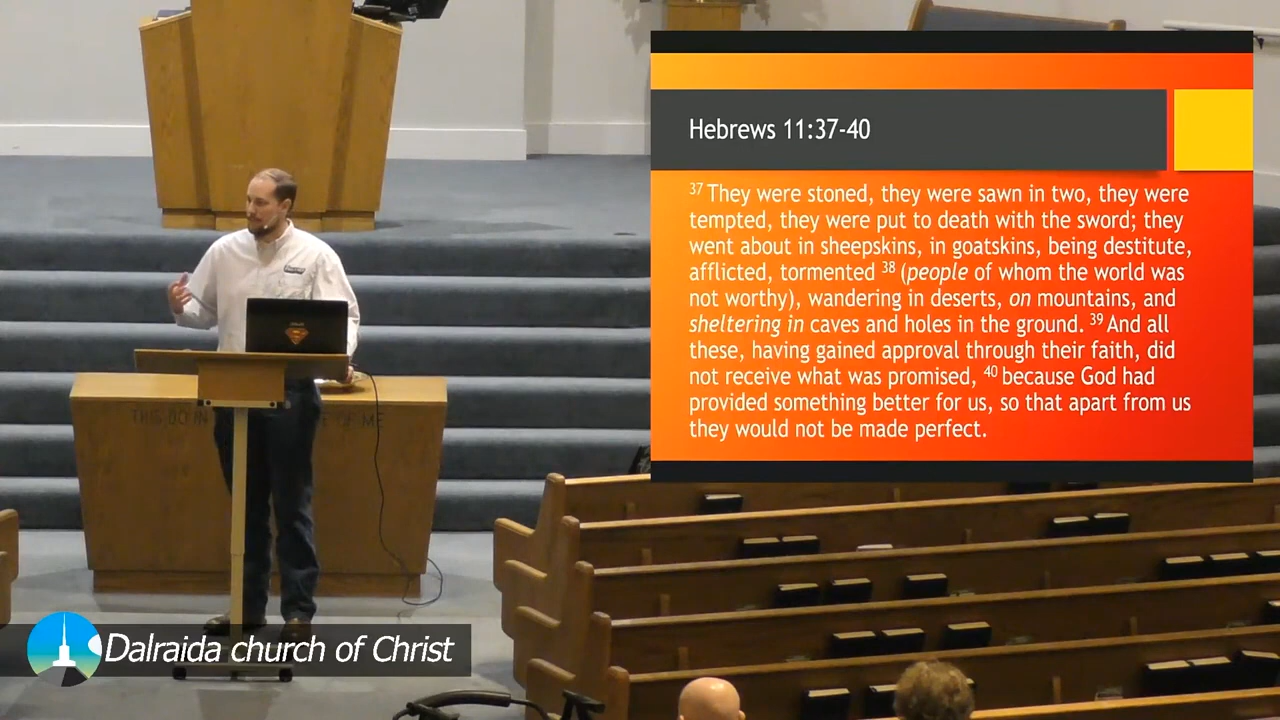 Hebrews 11:37-40
37 They were stoned, they were sawn in two, they were
tempted, they were put to death with the sword; they
went about in sheepskins, in goatskins, being destitute,
afflicted, tormented 38 (people of whom the world was
not worthy), wandering in deserts, on mountains, and
sheltering in caves and holes in the ground. 39 And all
these, having gained approval through their faith, did
not receive what was promised, 40 because God had
provided something better for us, so that apart from us
they would not be made perfect.
THIS DO IN OF ME
Dalraida church of Christ